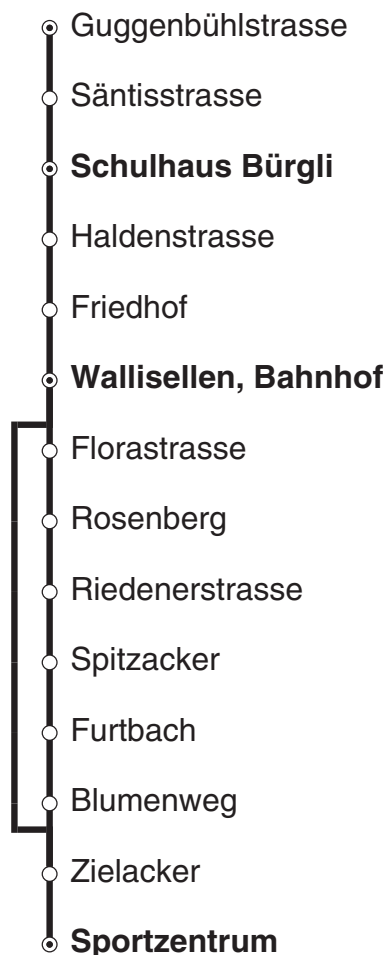 Guggenbühlstrasse
Säntisstrasse
Schulhaus Bürgli
Haldenstrasse
Friedhof
Wallisellen, Bahnhof
Florastrasse
Rosenberg
Riedenerstrasse
Spitzacker
Furtbach
Blumenweg
Zielacker
Sportzentrum